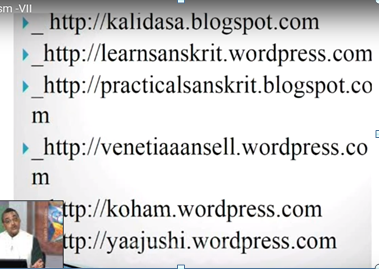 sm -VII
_ http://kalidasa.blogspot.com
_http://learnsanskrit.wordpress.com
_http://practicalsanskrit.blogspot.co
m
_http://venetiaaansell.wordpress.co
m
ttp://koham.wordpress.com
ttp://yaajushi.wordpress.com